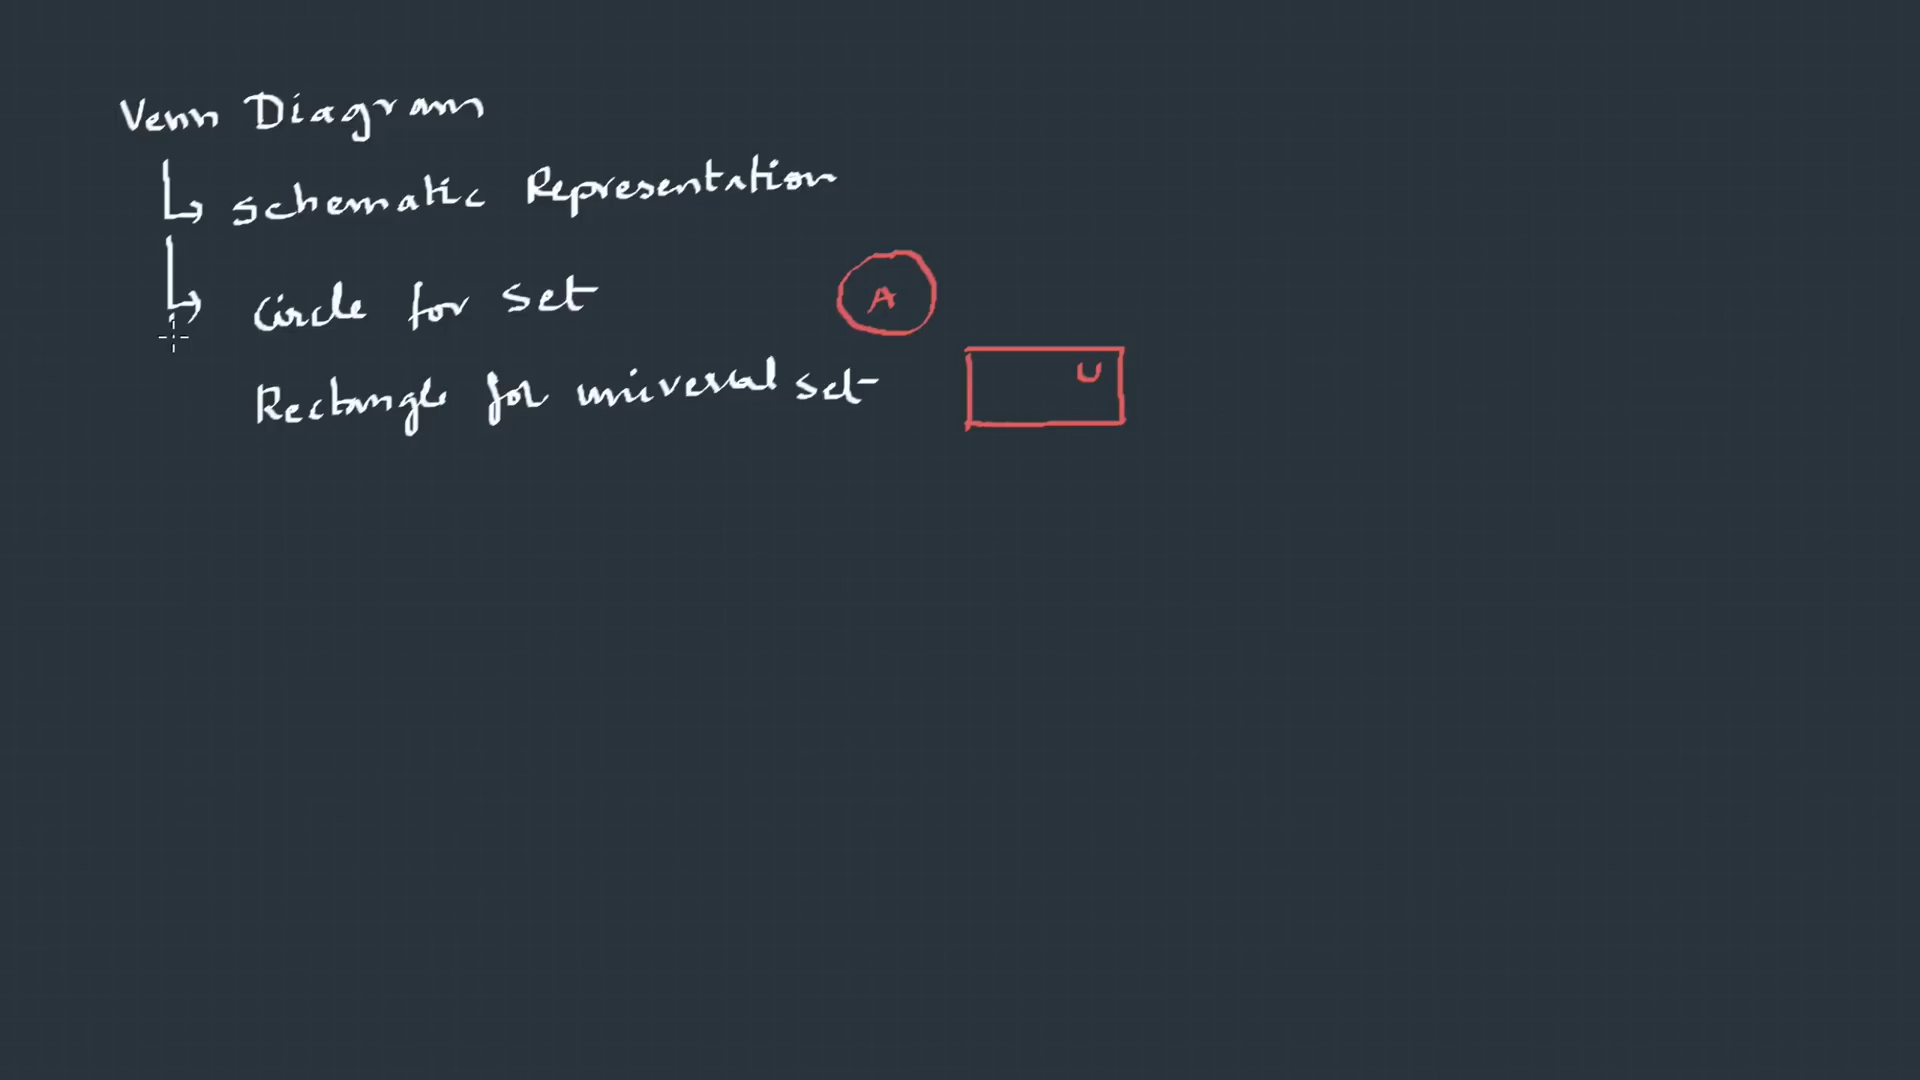 Venn Diagram
↳ schematic Representation
↳ Circle for set
A
Rectangle for universal set
U